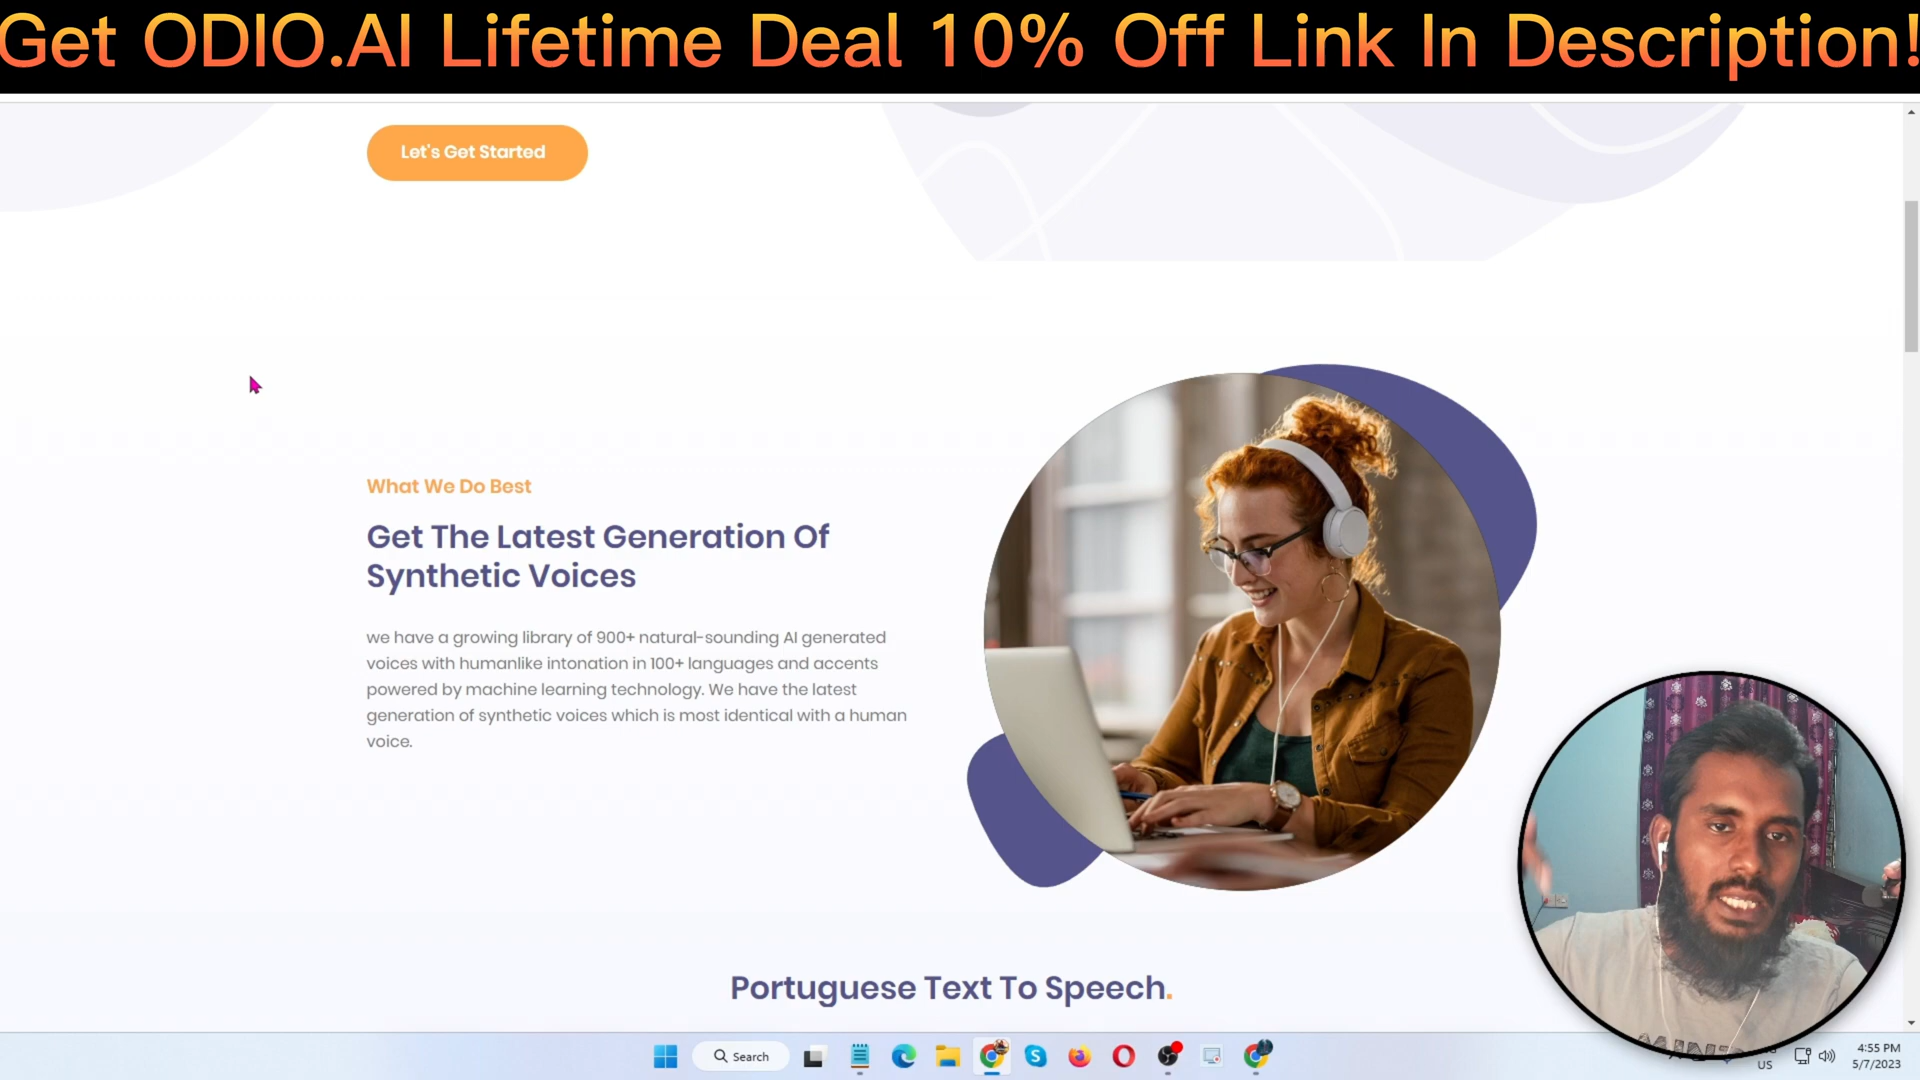 Get ODIO.AI Lifetime Deal 10% Off Link In Description!
Let's Get Started
What We Do Best
Get The Latest Generation Of
Synthetic Voices
we have a growing library of 900+ natural-sounding AI generated
voices with humanlike intonation in 100+ languages and accents
powered by machine learning technology. We have the latest
generation of synthetic voices which is most identical with a human
voice.
Portuguese Text To Speech.
Search
US
4:55 PM
5/7/2023